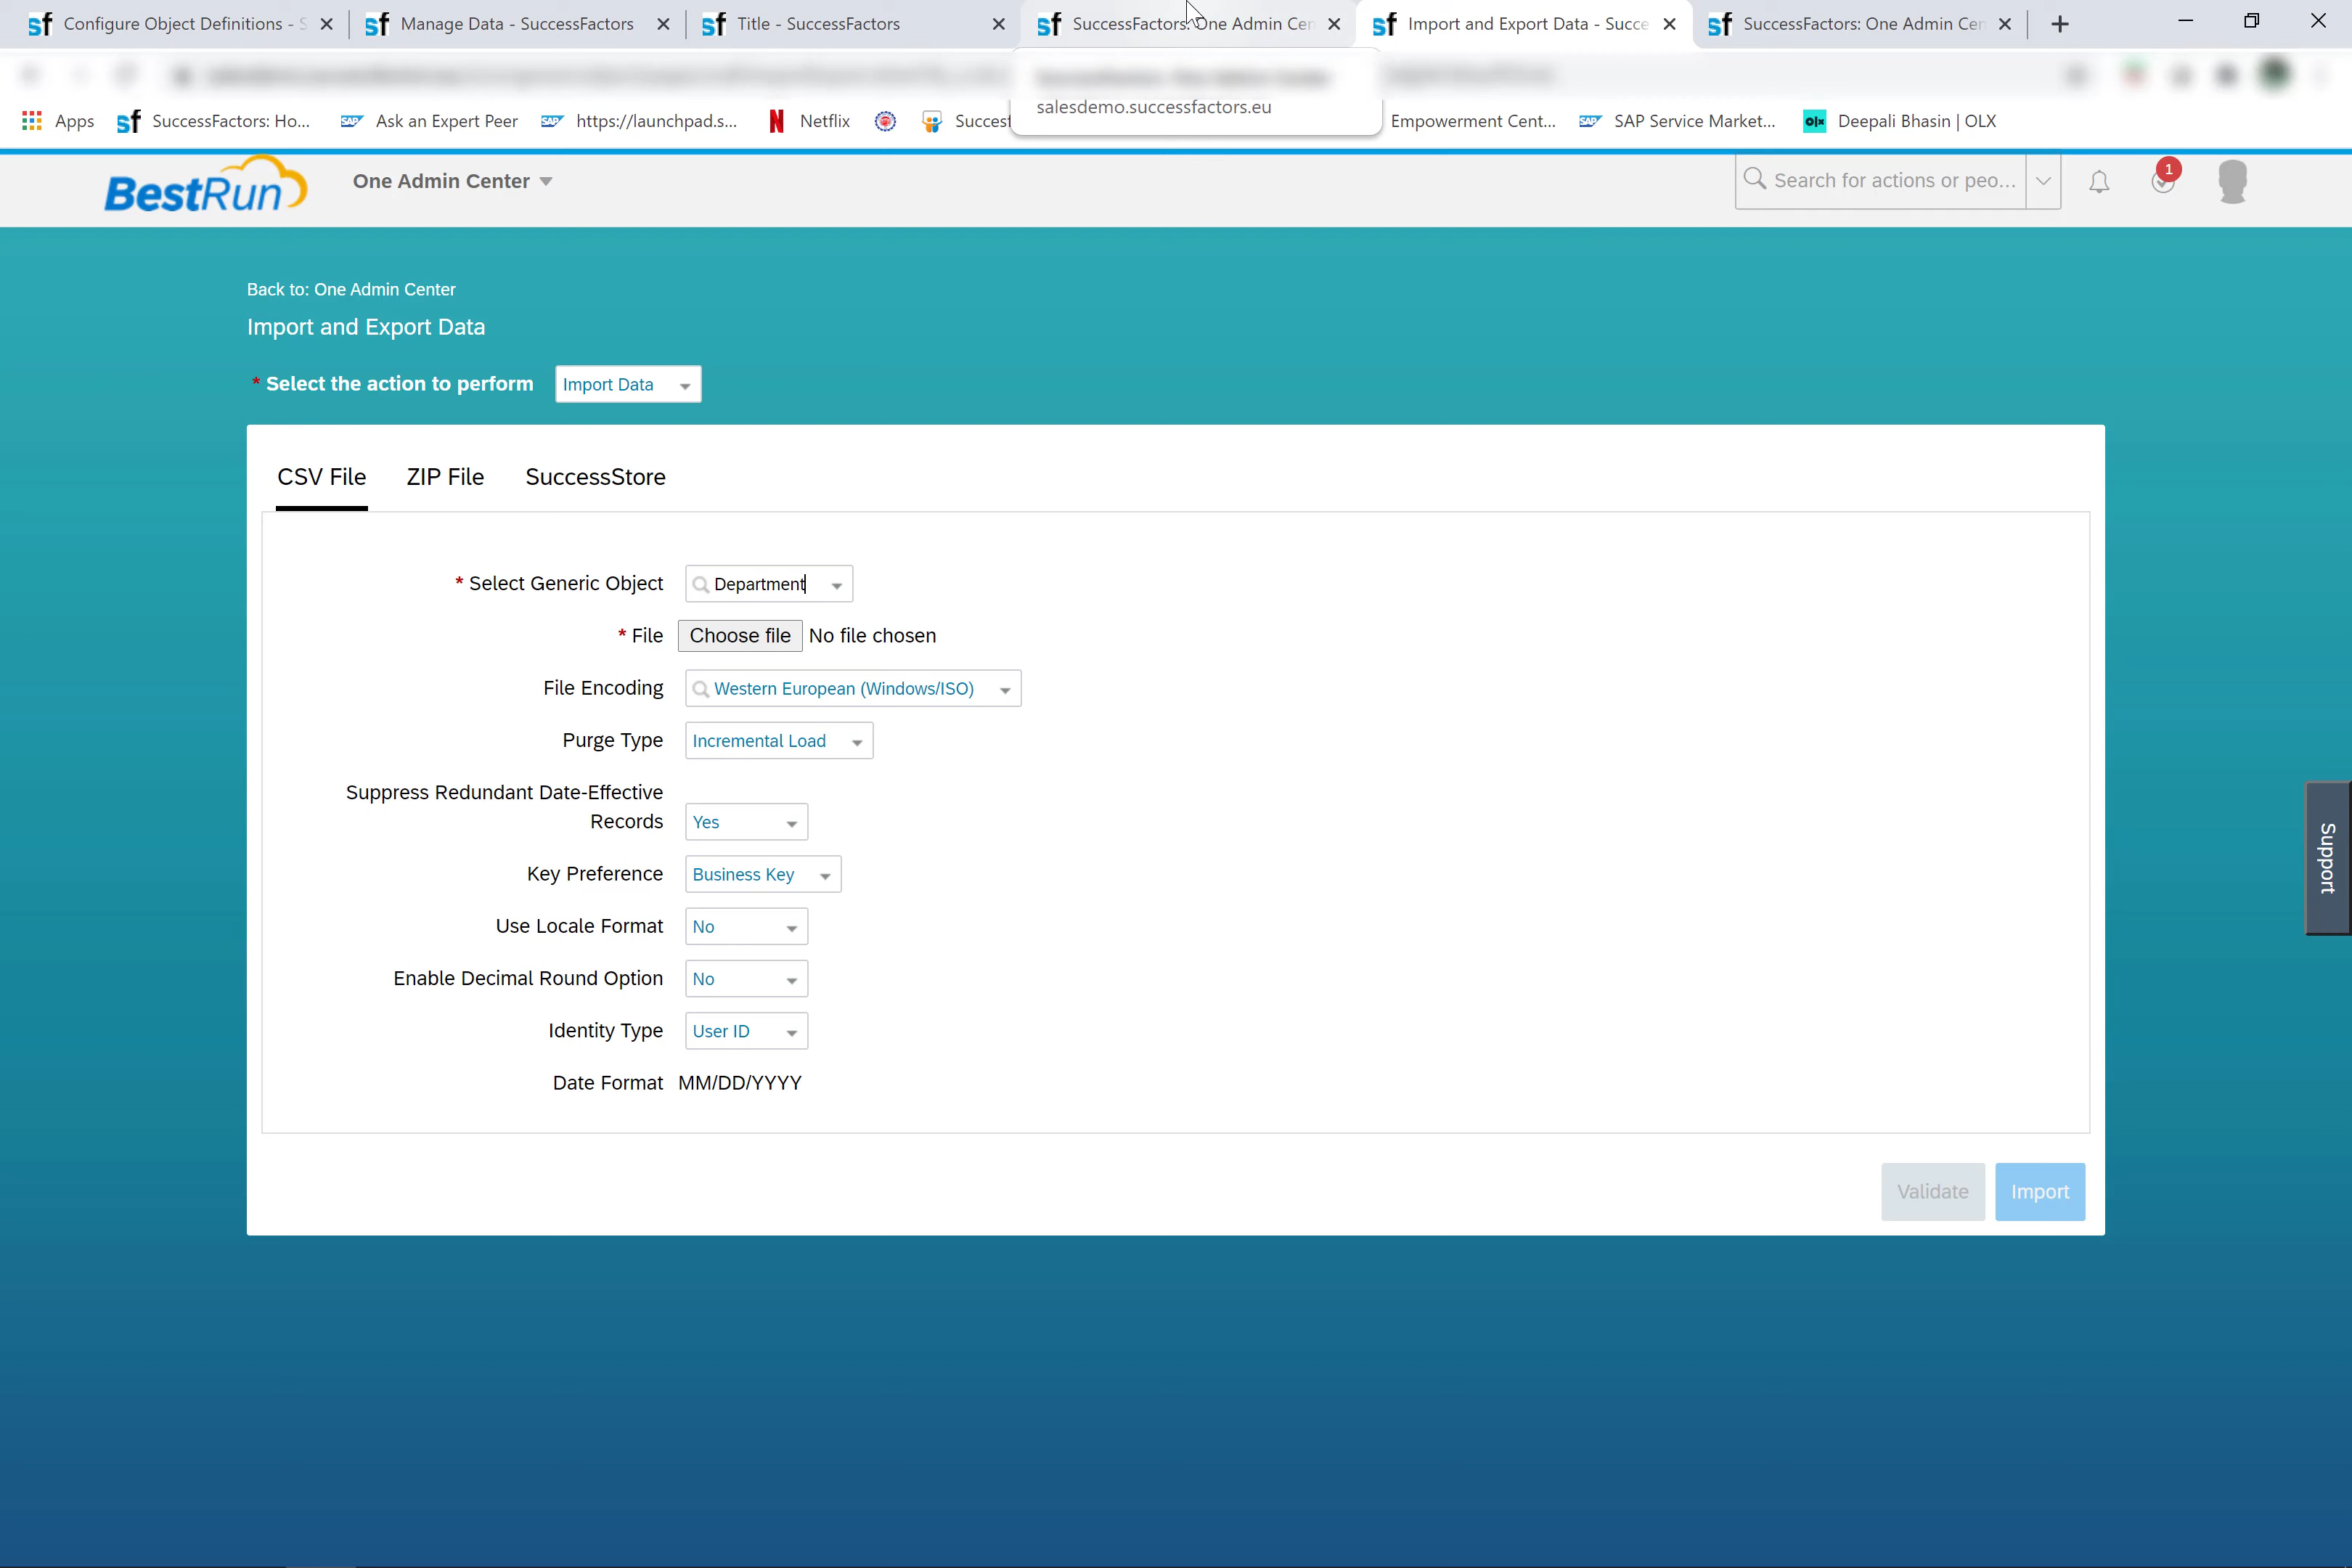 Configure Object Definitions - S
Manage Data - SuccessFactors
Title - SuccessFactors
SuccessFactors: One Admin Cen
Import and Export Data - Succe
SuccessFactors: One Admin Cen
salesdemo.successfactors.eu
Apps
SuccessFactors: Ho...
Ask an Expert Peer
https://launchpad.s...
Netflix
Success
Empowerment Cent...
SAP Service Market...
Deepali Bhasin | OLX
BestRun
One Admin Center
Search for actions or peo...
1
Back to: One Admin Center
Import and Export Data
* Select the action to perform Import Data
CSV File ZIP File SuccessStore
* Select Generic Object Department
* File Choose file No file chosen
File Encoding Western European (Windows/ISO)
Purge Type Incremental Load
Suppress Redundant Date-Effective
Records Yes
Key Preference Business Key
Use Locale Format No
Enable Decimal Round Option No
Identity Type User ID
Date Format MM/DD/YYYY
Support
Validate Import